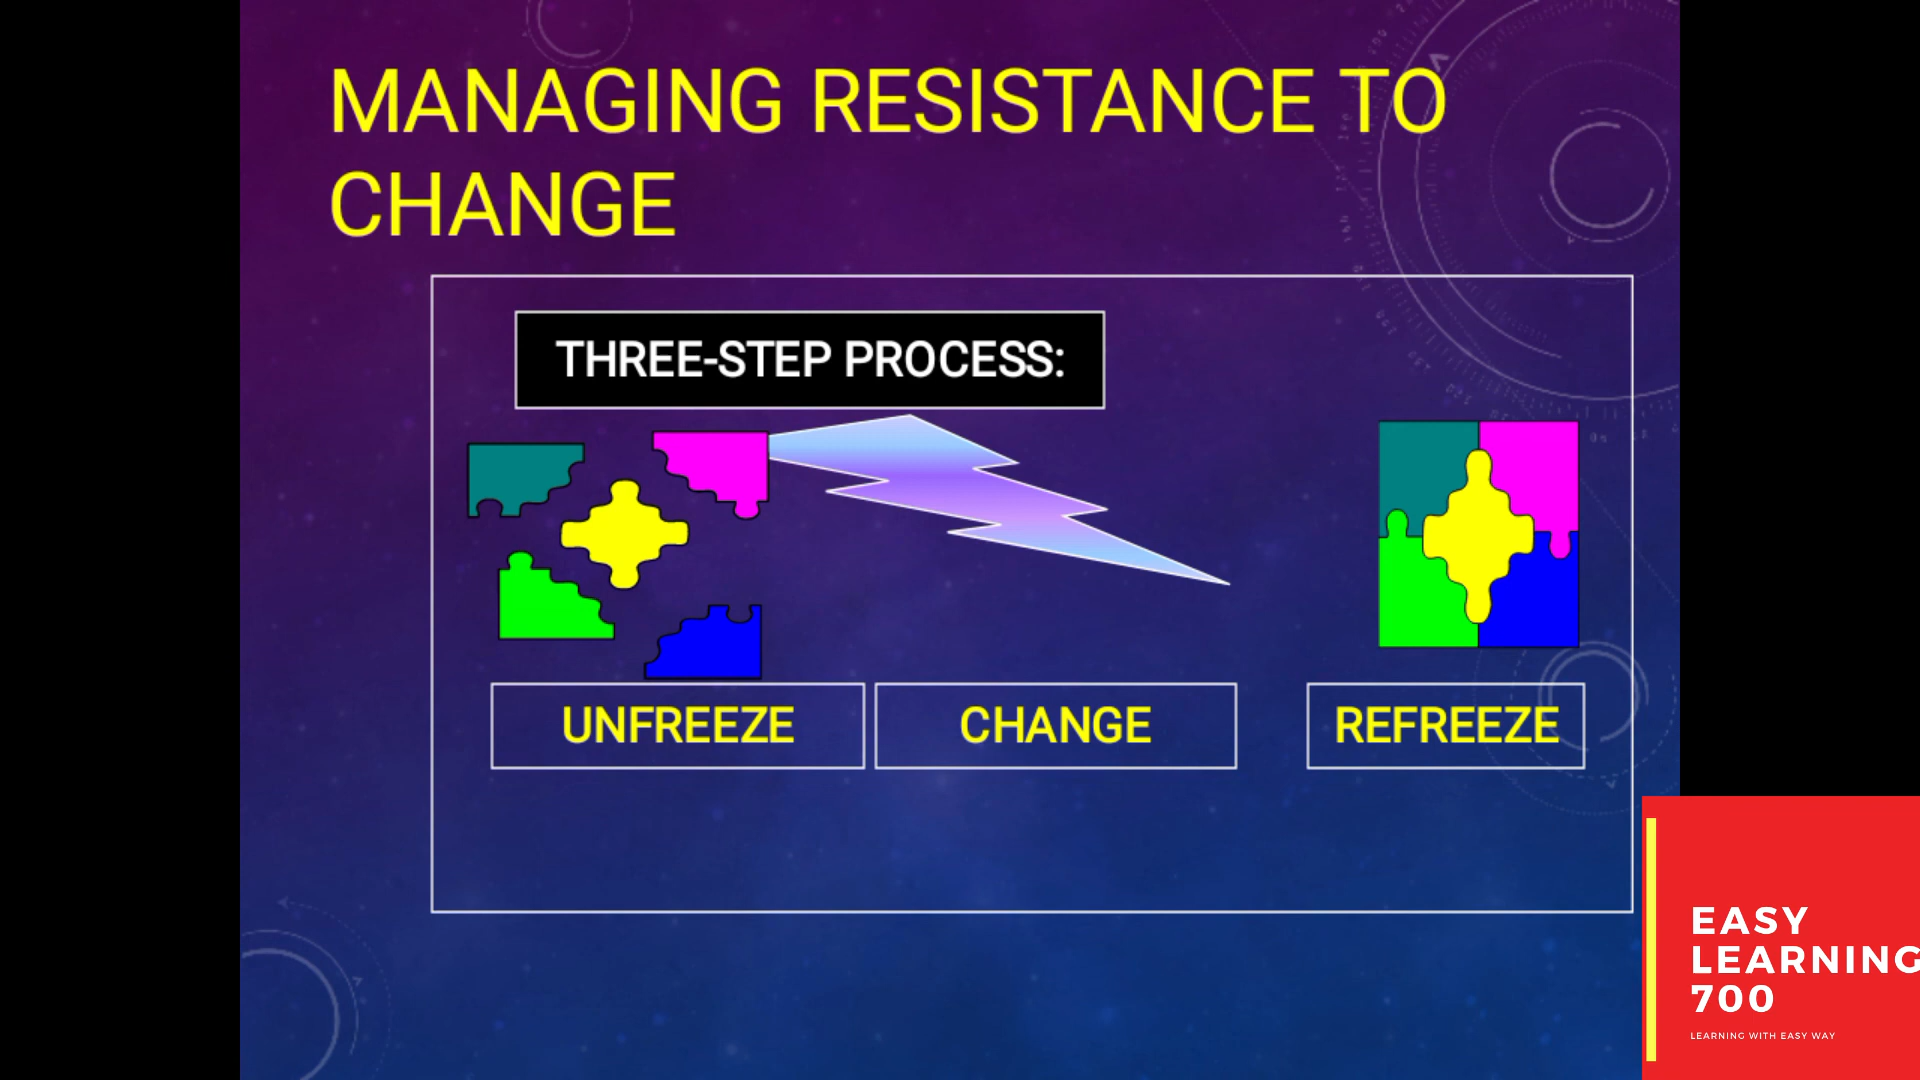 MANAGING RESISTANCE TO
CHANGE
THREE-STEP PROCESS:
UNFREEZE
CHANGE
REFREEZE
EASY
LEARNING
700
LEARNING WITH EASY WAY